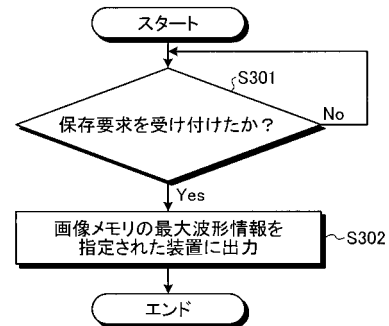 スタート
S301
保存要求を受け付けたか？
No
Yes
画像メモリの最大波形情報を
指定された装置に出力
S302
エンド